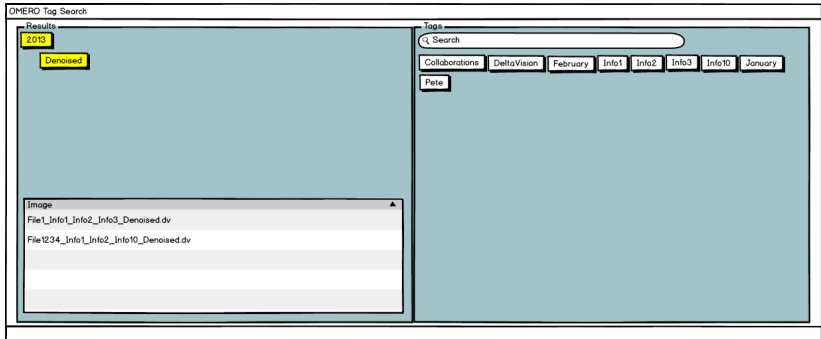 OMERO Tag Search
Results
2013
Denoised
Image
File1_Info1_Info2_Info3_Denoised.dv
File1234_Info1_Info2_Info10_Denoised.dv
Tags
Search
Collaborations DeltaVision February Info1 Info2 Info3 Info10 January
Pete